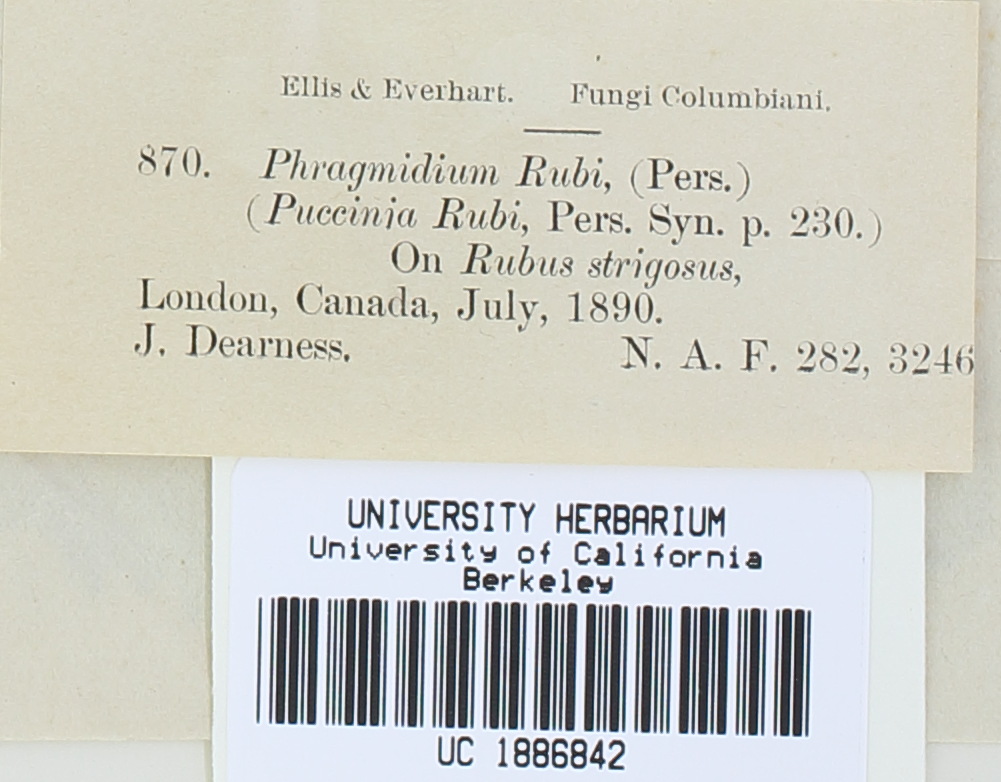 Ellis & Everhart. Fungi Columbiani.
870. Phragmidium Rubi, (Pers.)
(Puccinia Rubi, Pers. Syn. p. 230.)
On Rubus strigosus,
London, Canada, July, 1890.
J. Dearness. N. A. F. 282, 3246
UNIVERSITY HERBARIUM
University of California
Berkeley
UC 1886842